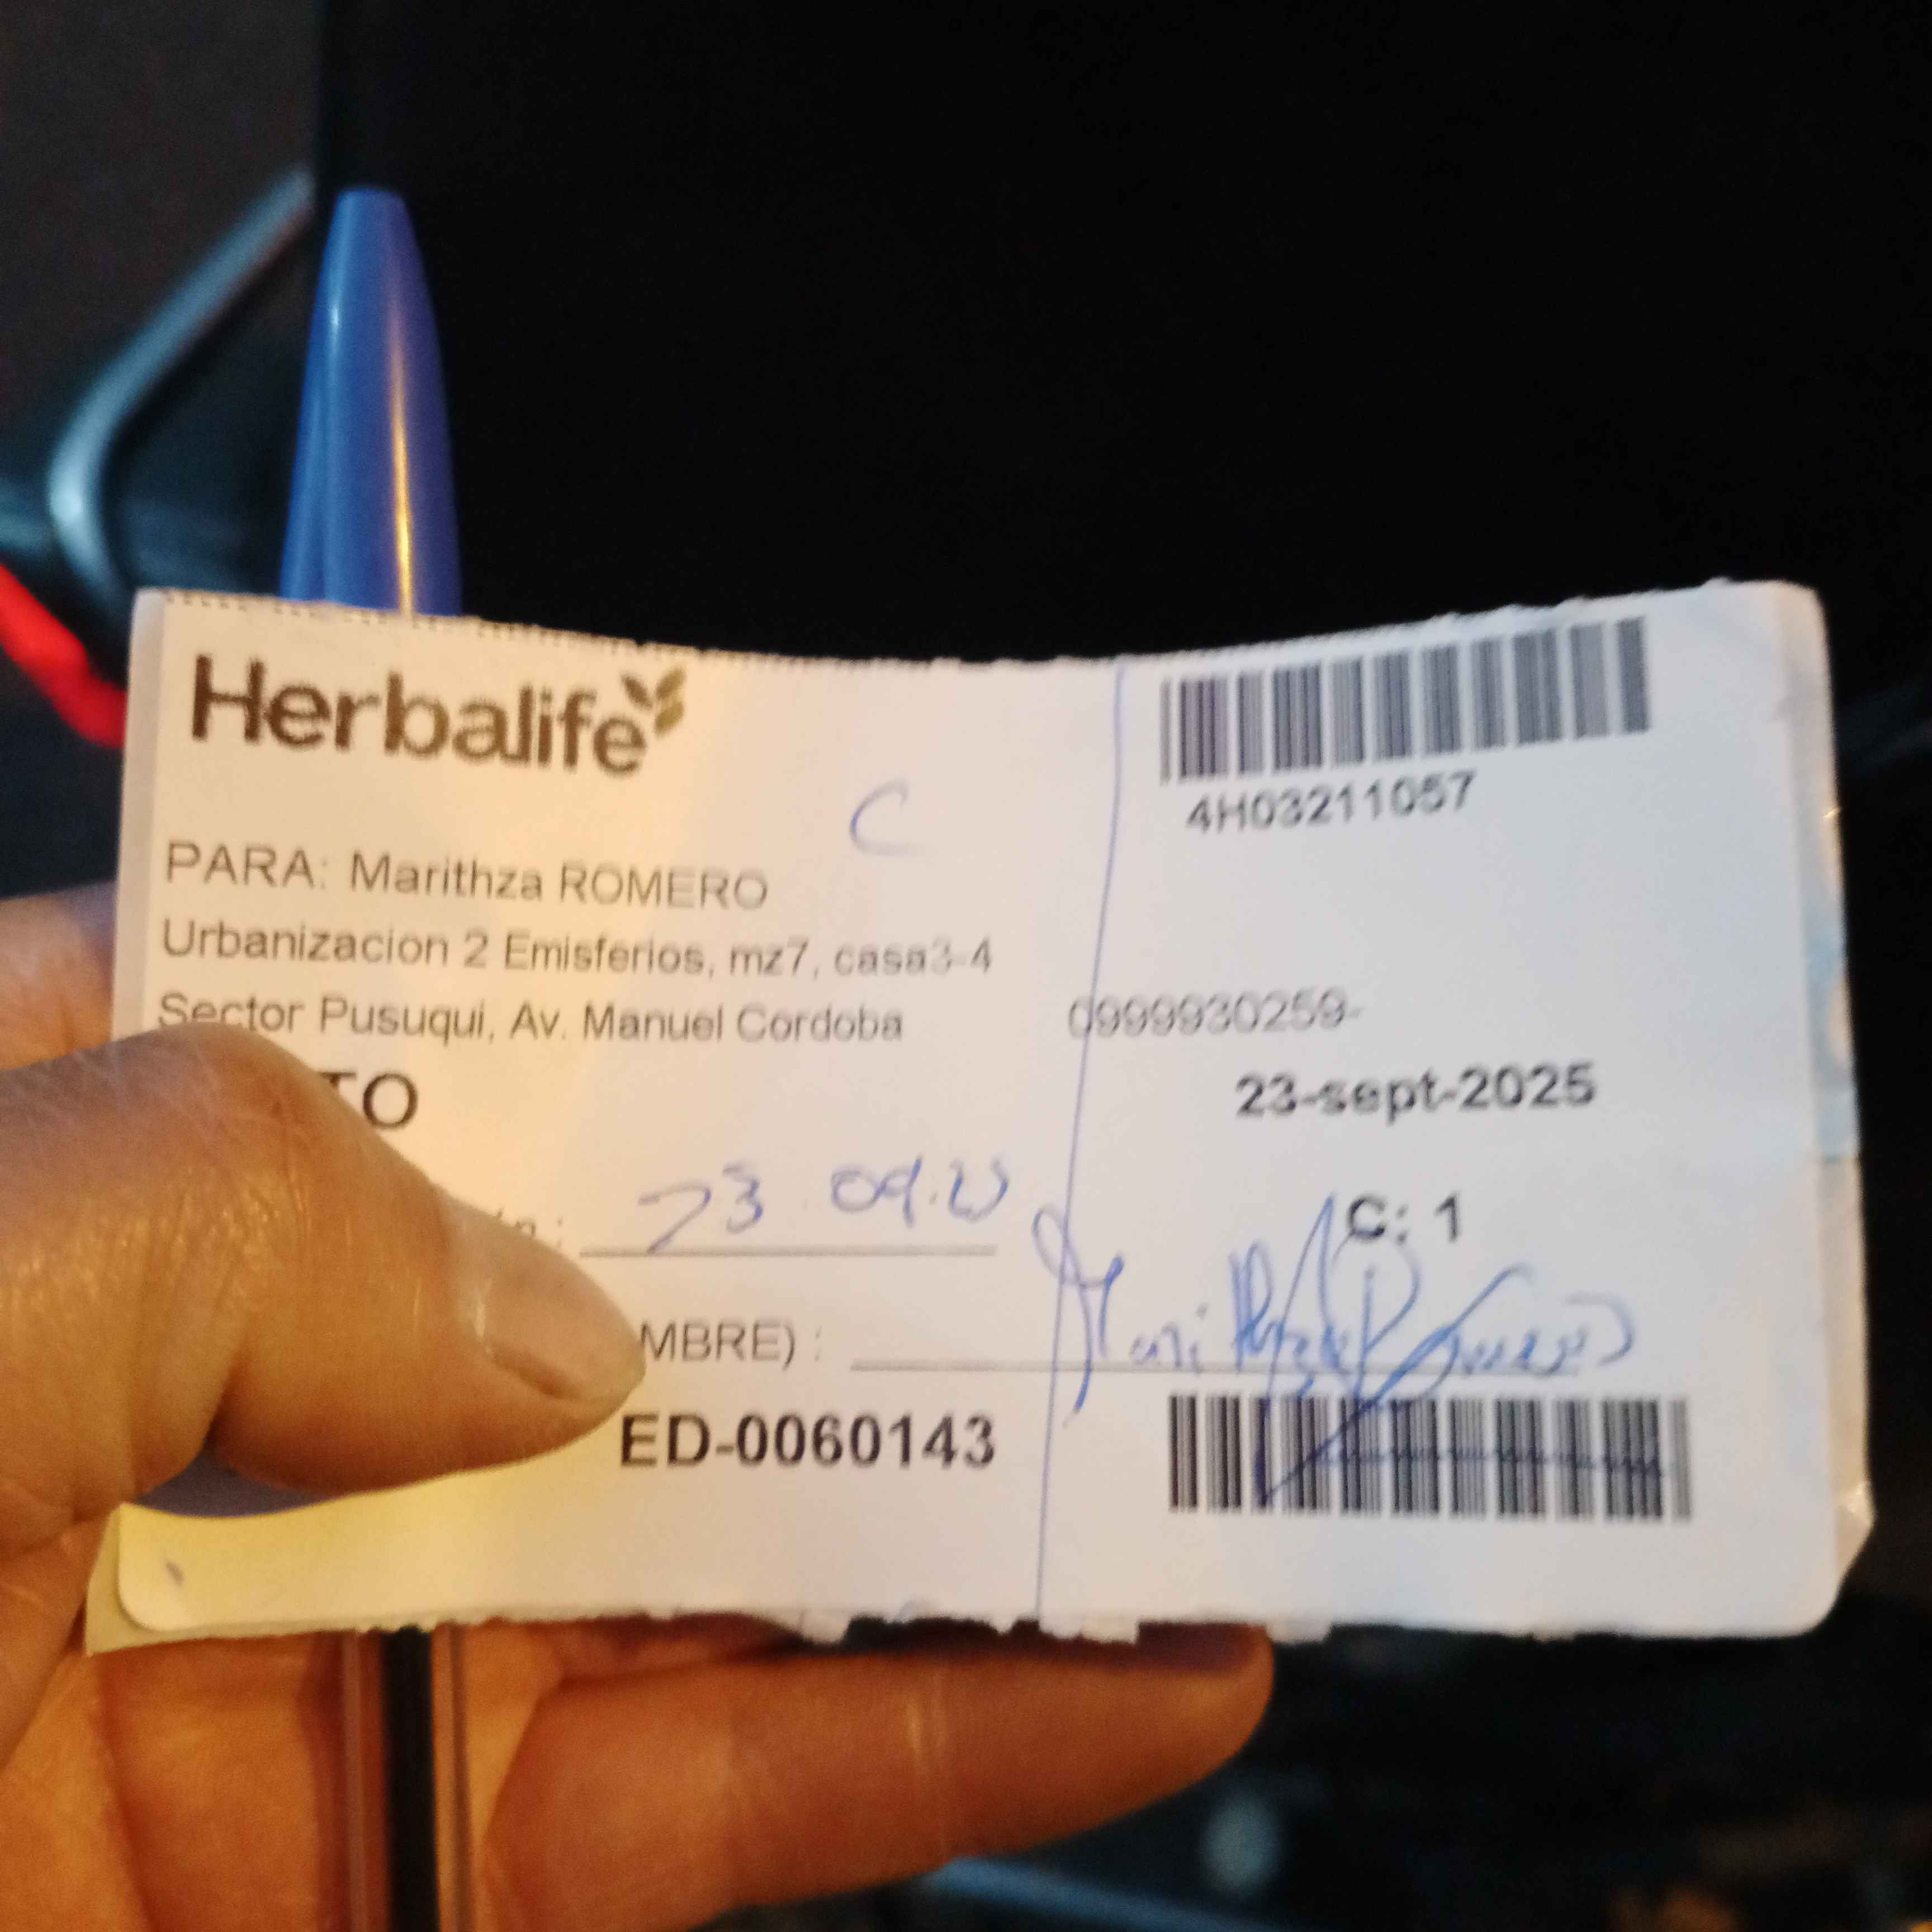 Herbalife
4H03211057
C
PARA: Marithza ROMERO
Urbanizacion 2 Emisferios, mz7, casa3-4
Sector Pusuqui, Av. Manuel Cordoba 0999930259-
TO
23-sept-2025
23 09.25
C: 1
MBRE) :
ED-0060143